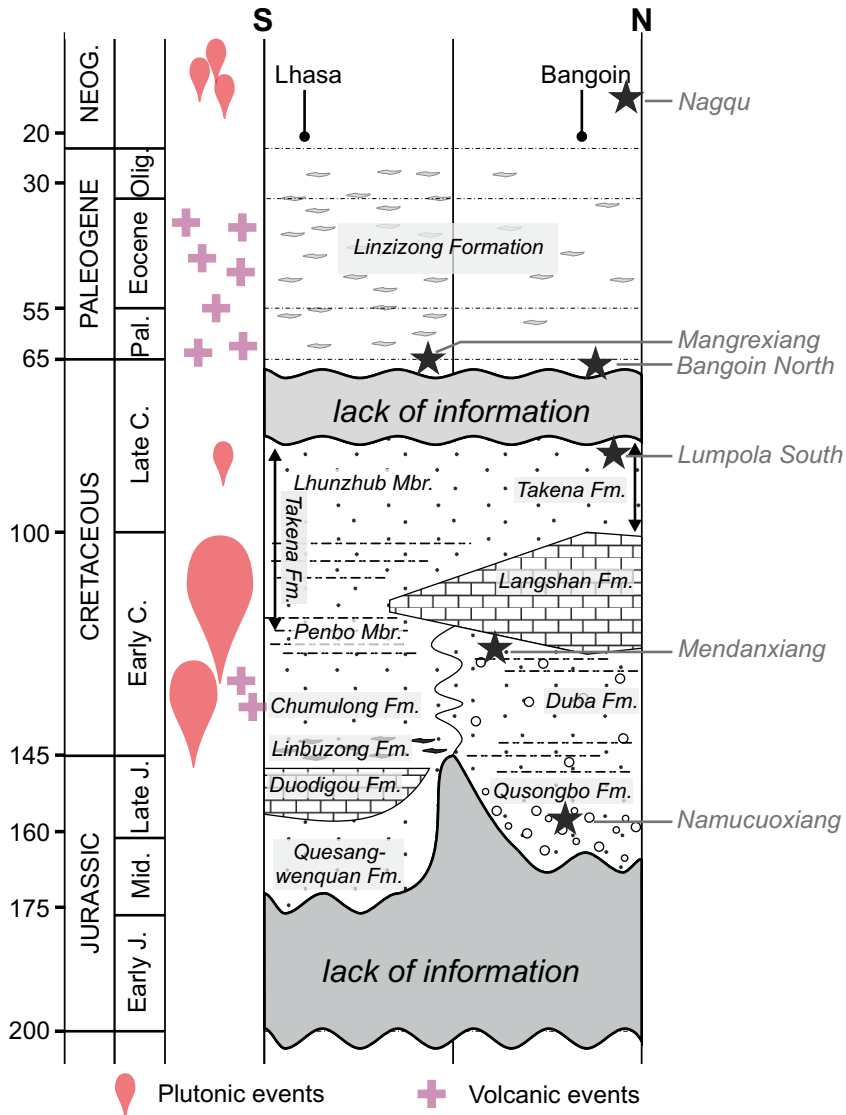 S
N
NEOG.
Lhasa
Bangoin
Nagqu
20
30
Olig.
PALEOGENE
Eocene
Linzizong Formation
55
Pal.
Mangrexiang
65
Bangoin North
lack of information
Late C.
Lhunzhub Mbr.
Lumpola South
Takena Fm.
Takena Fm.
100
CRETACEOUS
Langshan Fm.
Early C.
Penbo Mbr.
Mendanxiang
Chumulong Fm.
Duba Fm.
Linbuzong Fm.
145
Duodigou Fm.
Qusongbo Fm.
Late J.
Namucuoxiang
160
JURASSIC
Mid.
Quesang-
wenquan Fm.
175
Early J.
lack of information
200
Plutonic events
Volcanic events